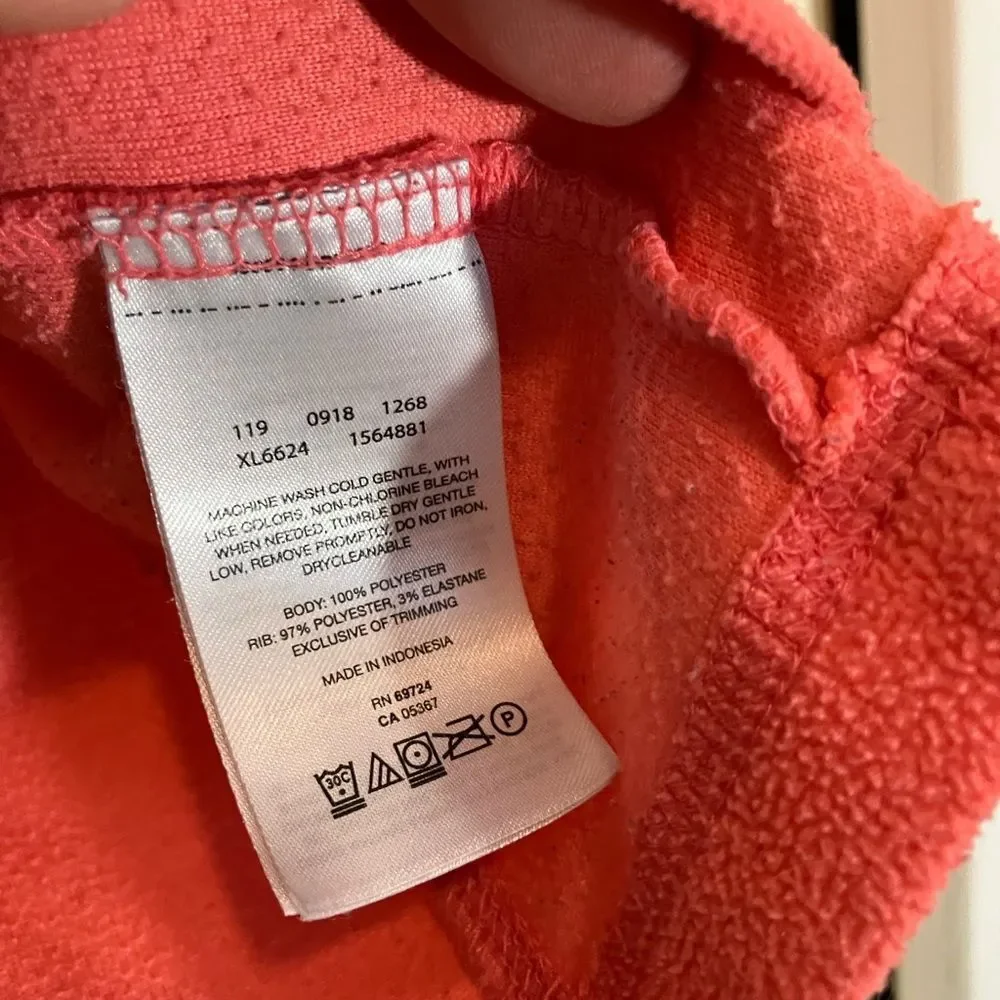 119 0918 1268
XL6624 1564881
MACHINE WASH COLD GENTLE, WITH
LIKE COLORS, NON-CHLORINE BLEACH
WHEN NEEDED, TUMBLE DRY GENTLE
LOW, REMOVE PROMPTLY, DO NOT IRON,
DRYCLEANABLE
BODY: 100% POLYESTER
RIB: 97% POLYESTER, 3% ELASTANE
EXCLUSIVE OF TRIMMING
MADE IN INDONESIA
RN 69724
CA 05367
30C P